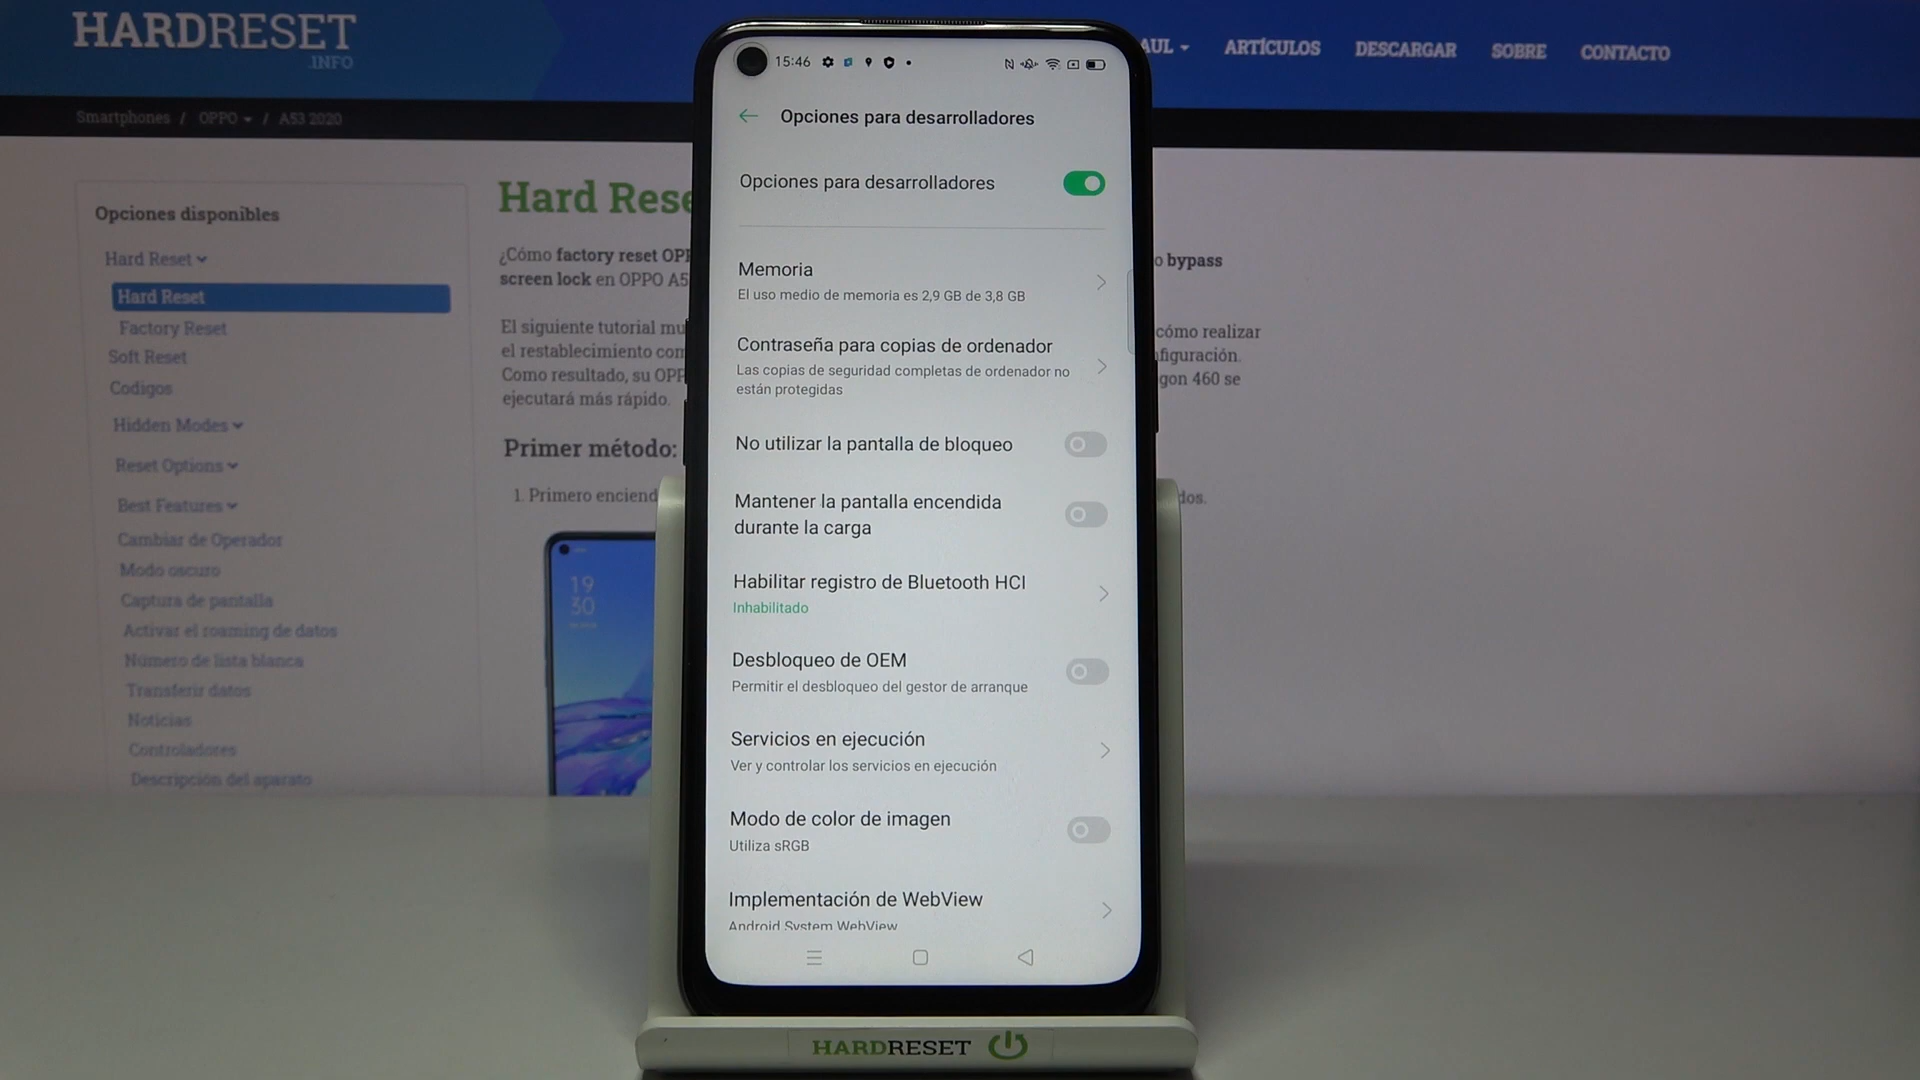 HARDRESET
.INFO
AUL
ARTÍCULOS
DESCARGAR
SOBRE
CONTACTO
Smartphones / OPPO / A53 2020
Opciones disponibles
Hard Reset
Hard Reset
Factory Reset
Soft Reset
Codigos
Hidden Modes
Reset Options
Best Features
Cambiar de Operador
Modo oscuro
Captura de pantalla
Activar el roaming de datos
Número de lista blanca
Transferir datos
Noticias
Controladores
Descripción del aparato
Hard Rese
¿Cómo factory reset OPP
o bypass
screen lock en OPPO A5
El siguiente tutorial mu
cómo realizar
el restablecimiento com
figuración.
Como resultado, su OPP
gon 460 se
ejecutará más rápido.
Primer método:
1. Primero enciend
dos.
19
30
15:46
Opciones para desarrolladores
Opciones para desarrolladores
Memoria
El uso medio de memoria es 2,9 GB de 3,8 GB
Contraseña para copias de ordenador
Las copias de seguridad completas de ordenador no
están protegidas
No utilizar la pantalla de bloqueo
Mantener la pantalla encendida
durante la carga
Habilitar registro de Bluetooth HCI
Inhabilitado
Desbloqueo de OEM
Permitir el desbloqueo del gestor de arranque
Servicios en ejecución
Ver y controlar los servicios en ejecución
Modo de color de imagen
Utiliza sRGB
Implementación de WebView
Android System WebView
HARDRESET